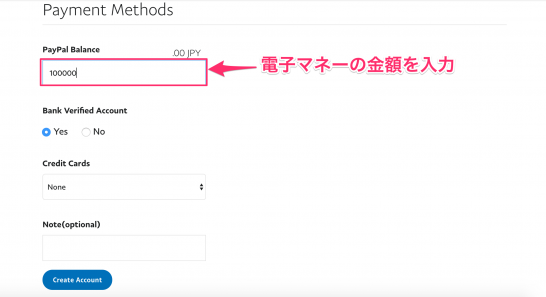 Payment Methods
PayPal Balance
.00 JPY
100000
電子マネーの金額を入力
Bank Verified Account
Yes
No
Credit Cards
None
Note(optional)
Create Account